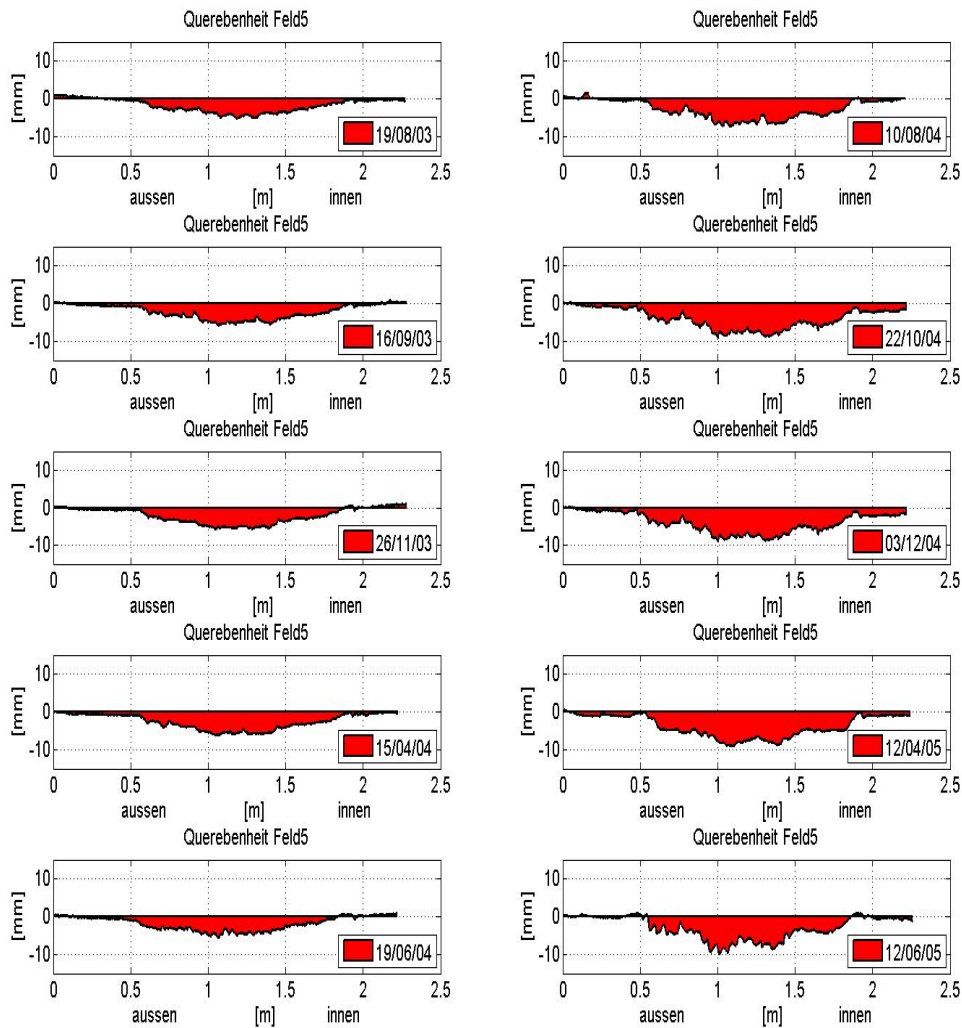 Querebenheit Feld5
[mm]
10
0
-10
19/08/03
0 0.5 1 1.5 2 2.5
aussen [m] innen
Querebenheit Feld5
[mm]
10
0
-10
16/09/03
0 0.5 1 1.5 2 2.5
aussen [m] innen
Querebenheit Feld5
[mm]
10
0
-10
26/11/03
0 0.5 1 1.5 2 2.5
aussen [m] innen
Querebenheit Feld5
[mm]
10
0
-10
15/04/04
0 0.5 1 1.5 2 2.5
aussen [m] innen
Querebenheit Feld5
[mm]
10
0
-10
19/06/04
0 0.5 1 1.5 2 2.5
aussen [m] innen
Querebenheit Feld5
[mm]
10
0
-10
10/08/04
0 0.5 1 1.5 2 2.5
aussen [m] innen
Querebenheit Feld5
[mm]
10
0
-10
22/10/04
0 0.5 1 1.5 2 2.5
aussen [m] innen
Querebenheit Feld5
[mm]
10
0
-10
03/12/04
0 0.5 1 1.5 2 2.5
aussen [m] innen
Querebenheit Feld5
[mm]
10
0
-10
12/04/05
0 0.5 1 1.5 2 2.5
aussen [m] innen
Querebenheit Feld5
[mm]
10
0
-10
12/06/05
0 0.5 1 1.5 2 2.5
aussen [m] innen